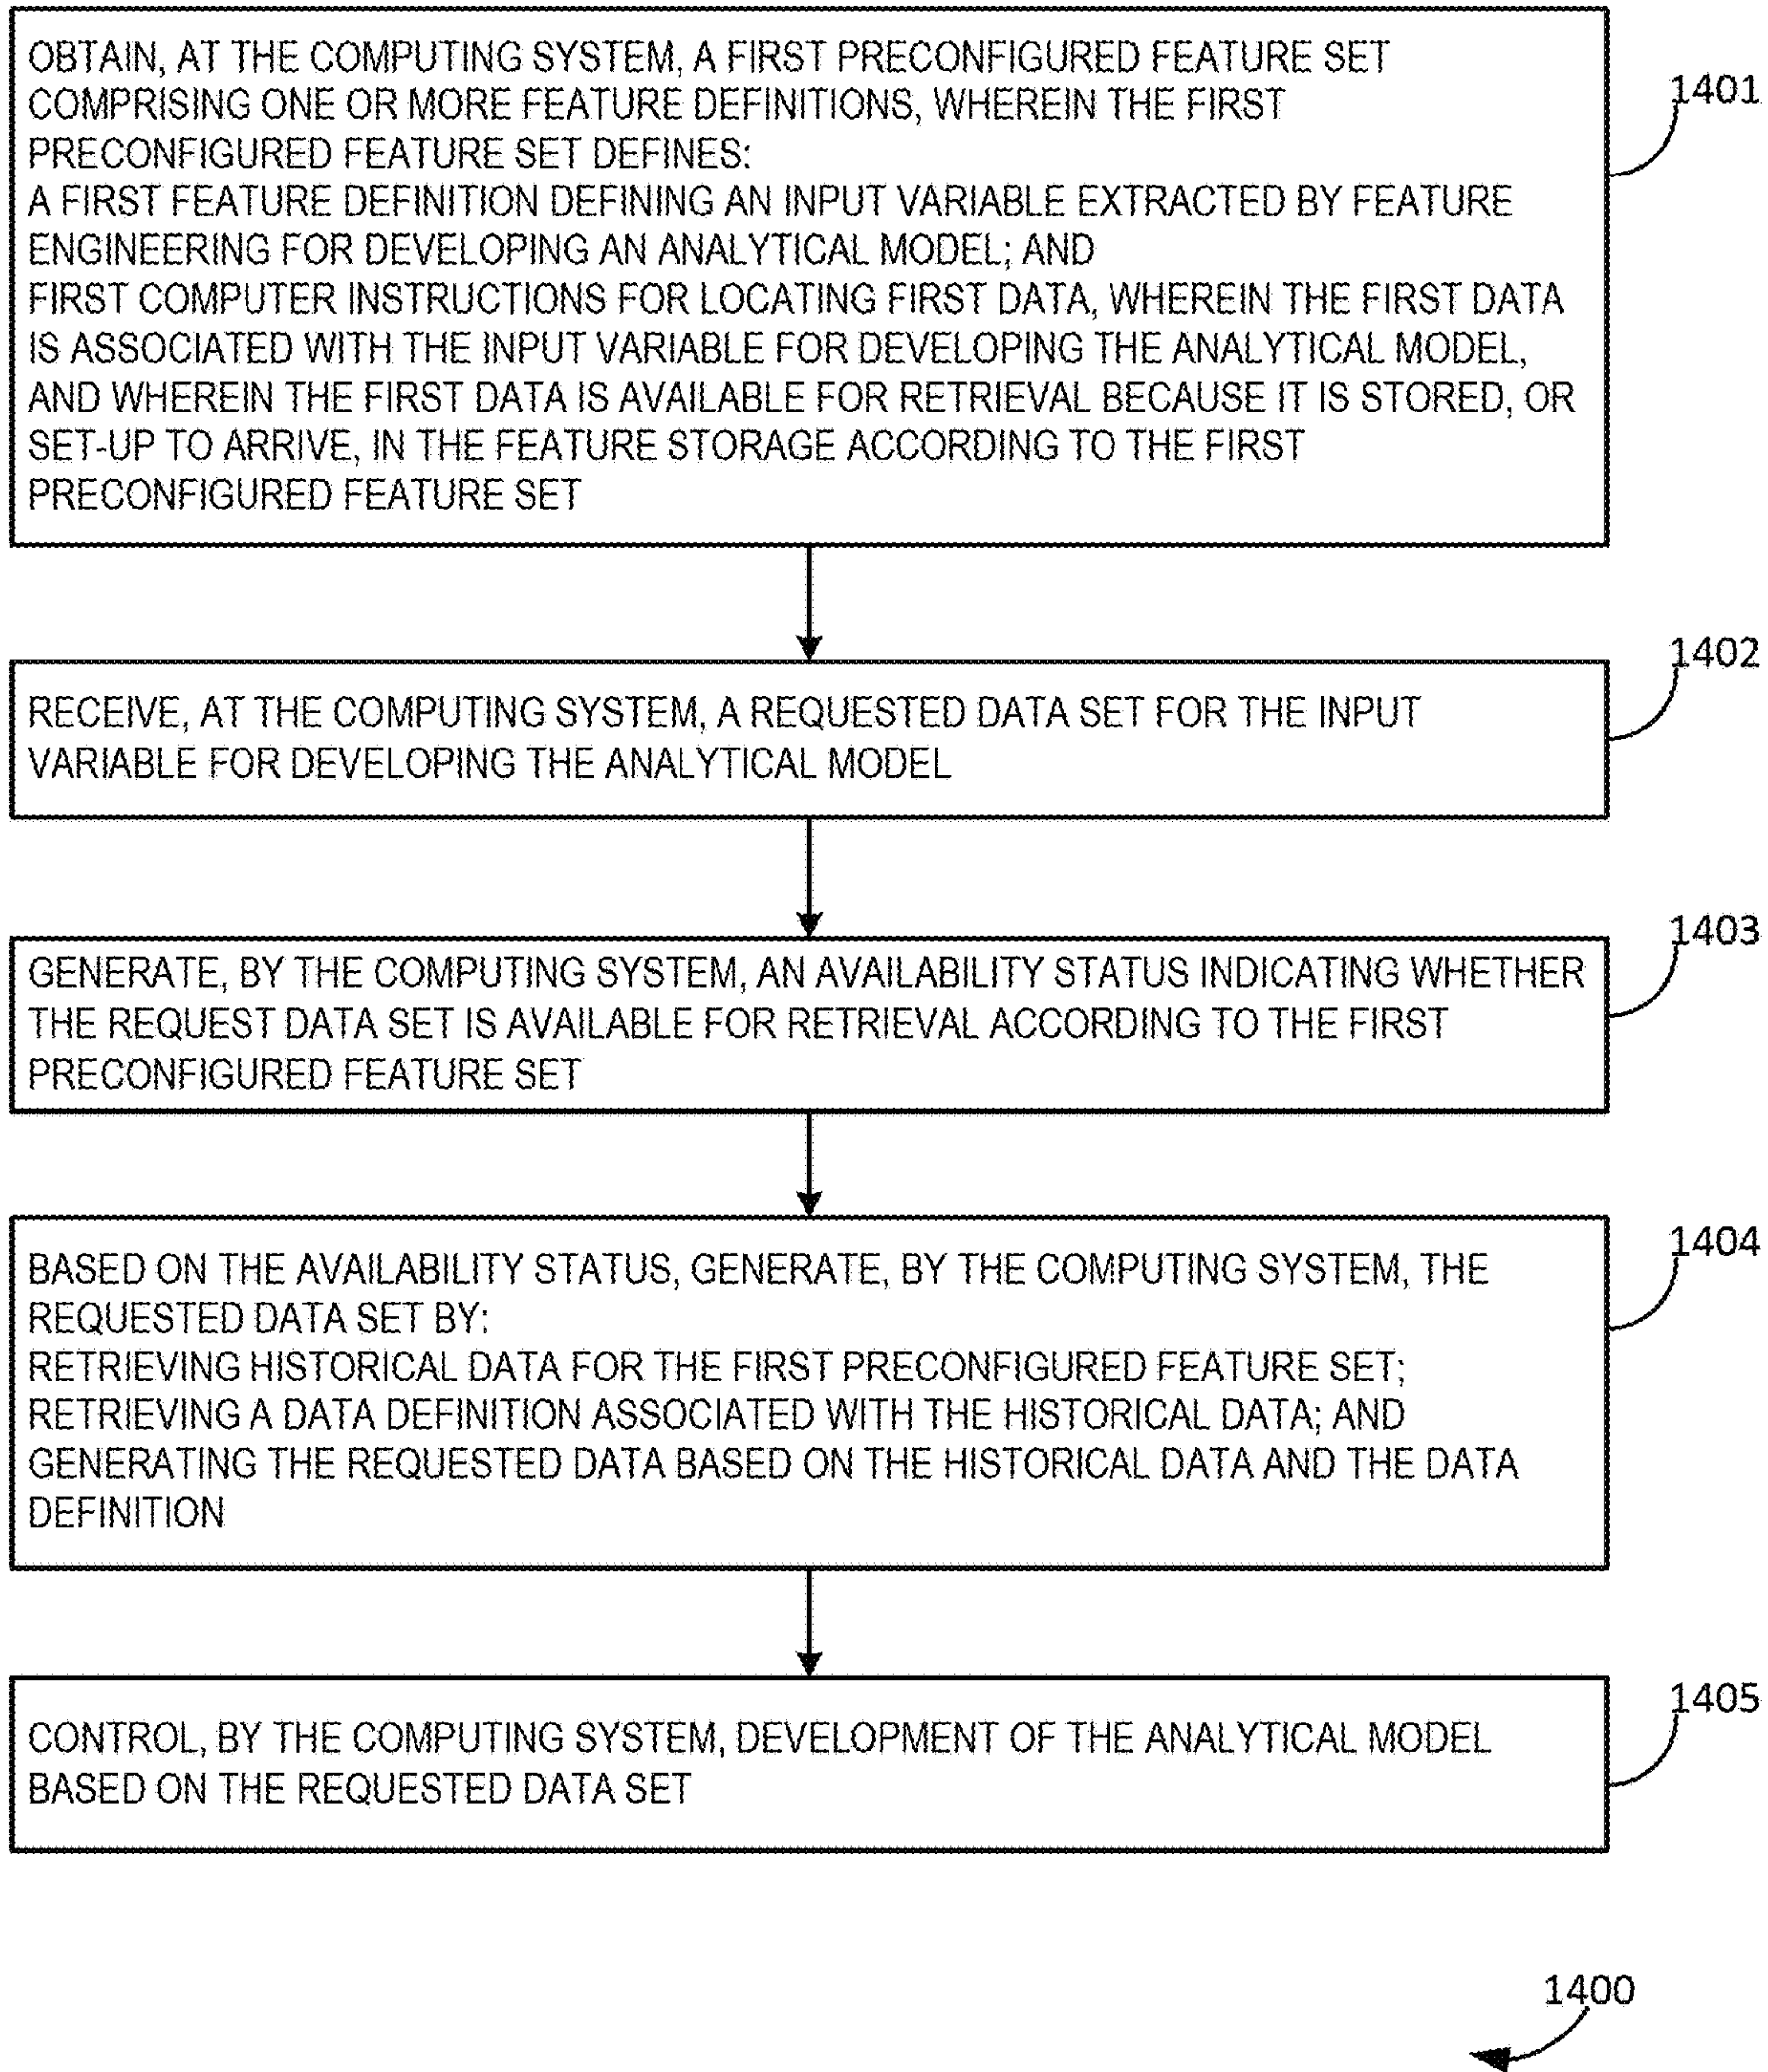 OBTAIN, AT THE COMPUTING SYSTEM, A FIRST PRECONFIGURED FEATURE SET
COMPRISING ONE OR MORE FEATURE DEFINITIONS, WHEREIN THE FIRST
PRECONFIGURED FEATURE SET DEFINES:
A FIRST FEATURE DEFINITION DEFINING AN INPUT VARIABLE EXTRACTED BY FEATURE
ENGINEERING FOR DEVELOPING AN ANALYTICAL MODEL; AND
FIRST COMPUTER INSTRUCTIONS FOR LOCATING FIRST DATA, WHEREIN THE FIRST DATA
IS ASSOCIATED WITH THE INPUT VARIABLE FOR DEVELOPING THE ANALYTICAL MODEL,
AND WHEREIN THE FIRST DATA IS AVAILABLE FOR RETRIEVAL BECAUSE IT IS STORED, OR
SET-UP TO ARRIVE, IN THE FEATURE STORAGE ACCORDING TO THE FIRST
PRECONFIGURED FEATURE SET
1401
RECEIVE, AT THE COMPUTING SYSTEM, A REQUESTED DATA SET FOR THE INPUT
VARIABLE FOR DEVELOPING THE ANALYTICAL MODEL
1402
GENERATE, BY THE COMPUTING SYSTEM, AN AVAILABILITY STATUS INDICATING WHETHER
THE REQUEST DATA SET IS AVAILABLE FOR RETRIEVAL ACCORDING TO THE FIRST
PRECONFIGURED FEATURE SET
1403
BASED ON THE AVAILABILITY STATUS, GENERATE, BY THE COMPUTING SYSTEM, THE
REQUESTED DATA SET BY:
RETRIEVING HISTORICAL DATA FOR THE FIRST PRECONFIGURED FEATURE SET;
RETRIEVING A DATA DEFINITION ASSOCIATED WITH THE HISTORICAL DATA; AND
GENERATING THE REQUESTED DATA BASED ON THE HISTORICAL DATA AND THE DATA
DEFINITION
1404
CONTROL, BY THE COMPUTING SYSTEM, DEVELOPMENT OF THE ANALYTICAL MODEL
BASED ON THE REQUESTED DATA SET
1405
1400